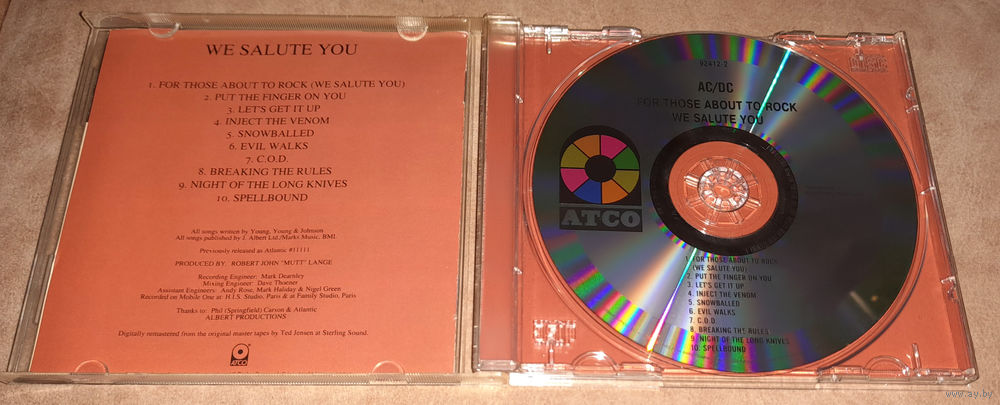 WE SALUTE YOU
1. FOR THOSE ABOUT TO ROCK (WE SALUTE YOU)
2. PUT THE FINGER ON YOU
3. LET'S GET IT UP
4. INJECT THE VENOM
5. SNOWBALLED
6. EVIL WALKS
7. C.O.D.
8. BREAKING THE RULES
9. NIGHT OF THE LONG KNIVES
10. SPELLBOUND
All songs written by Young, Young & Johnson
All songs published by J. Albert Ltd./Marks Music, BMI
Previously released as Atlantic #11111
PRODUCED BY: ROBERT JOHN "MUTT" LANGE
Recording Engineer: Mark Dearnley
Mixing Engineer: Dave Thoener
Assistant Engineers: Andy Rose, Mark Haliday & Nigel Green
Recorded on Mobile One at H.I.S. Studio, Paris & at Family Studio, Paris
Thanks to: Phil (Springfield) Carson & Atlantic
ALBERT PRODUCTIONS
Digitally remastered from the original master tapes by Ted Jensen at Sterling Sound.
ATCO
92412-2
AC/DC
FOR THOSE ABOUT TO ROCK
WE SALUTE YOU
ATCO
1. FOR THOSE ABOUT TO ROCK
(WE SALUTE YOU)
2. PUT THE FINGER ON YOU
3. LET'S GET IT UP
4. INJECT THE VENOM
5. SNOWBALLED
6. EVIL WALKS
7. C.O.D.
8. BREAKING THE RULES
9. NIGHT OF THE LONG KNIVES
10. SPELLBOUND
www.ay.by